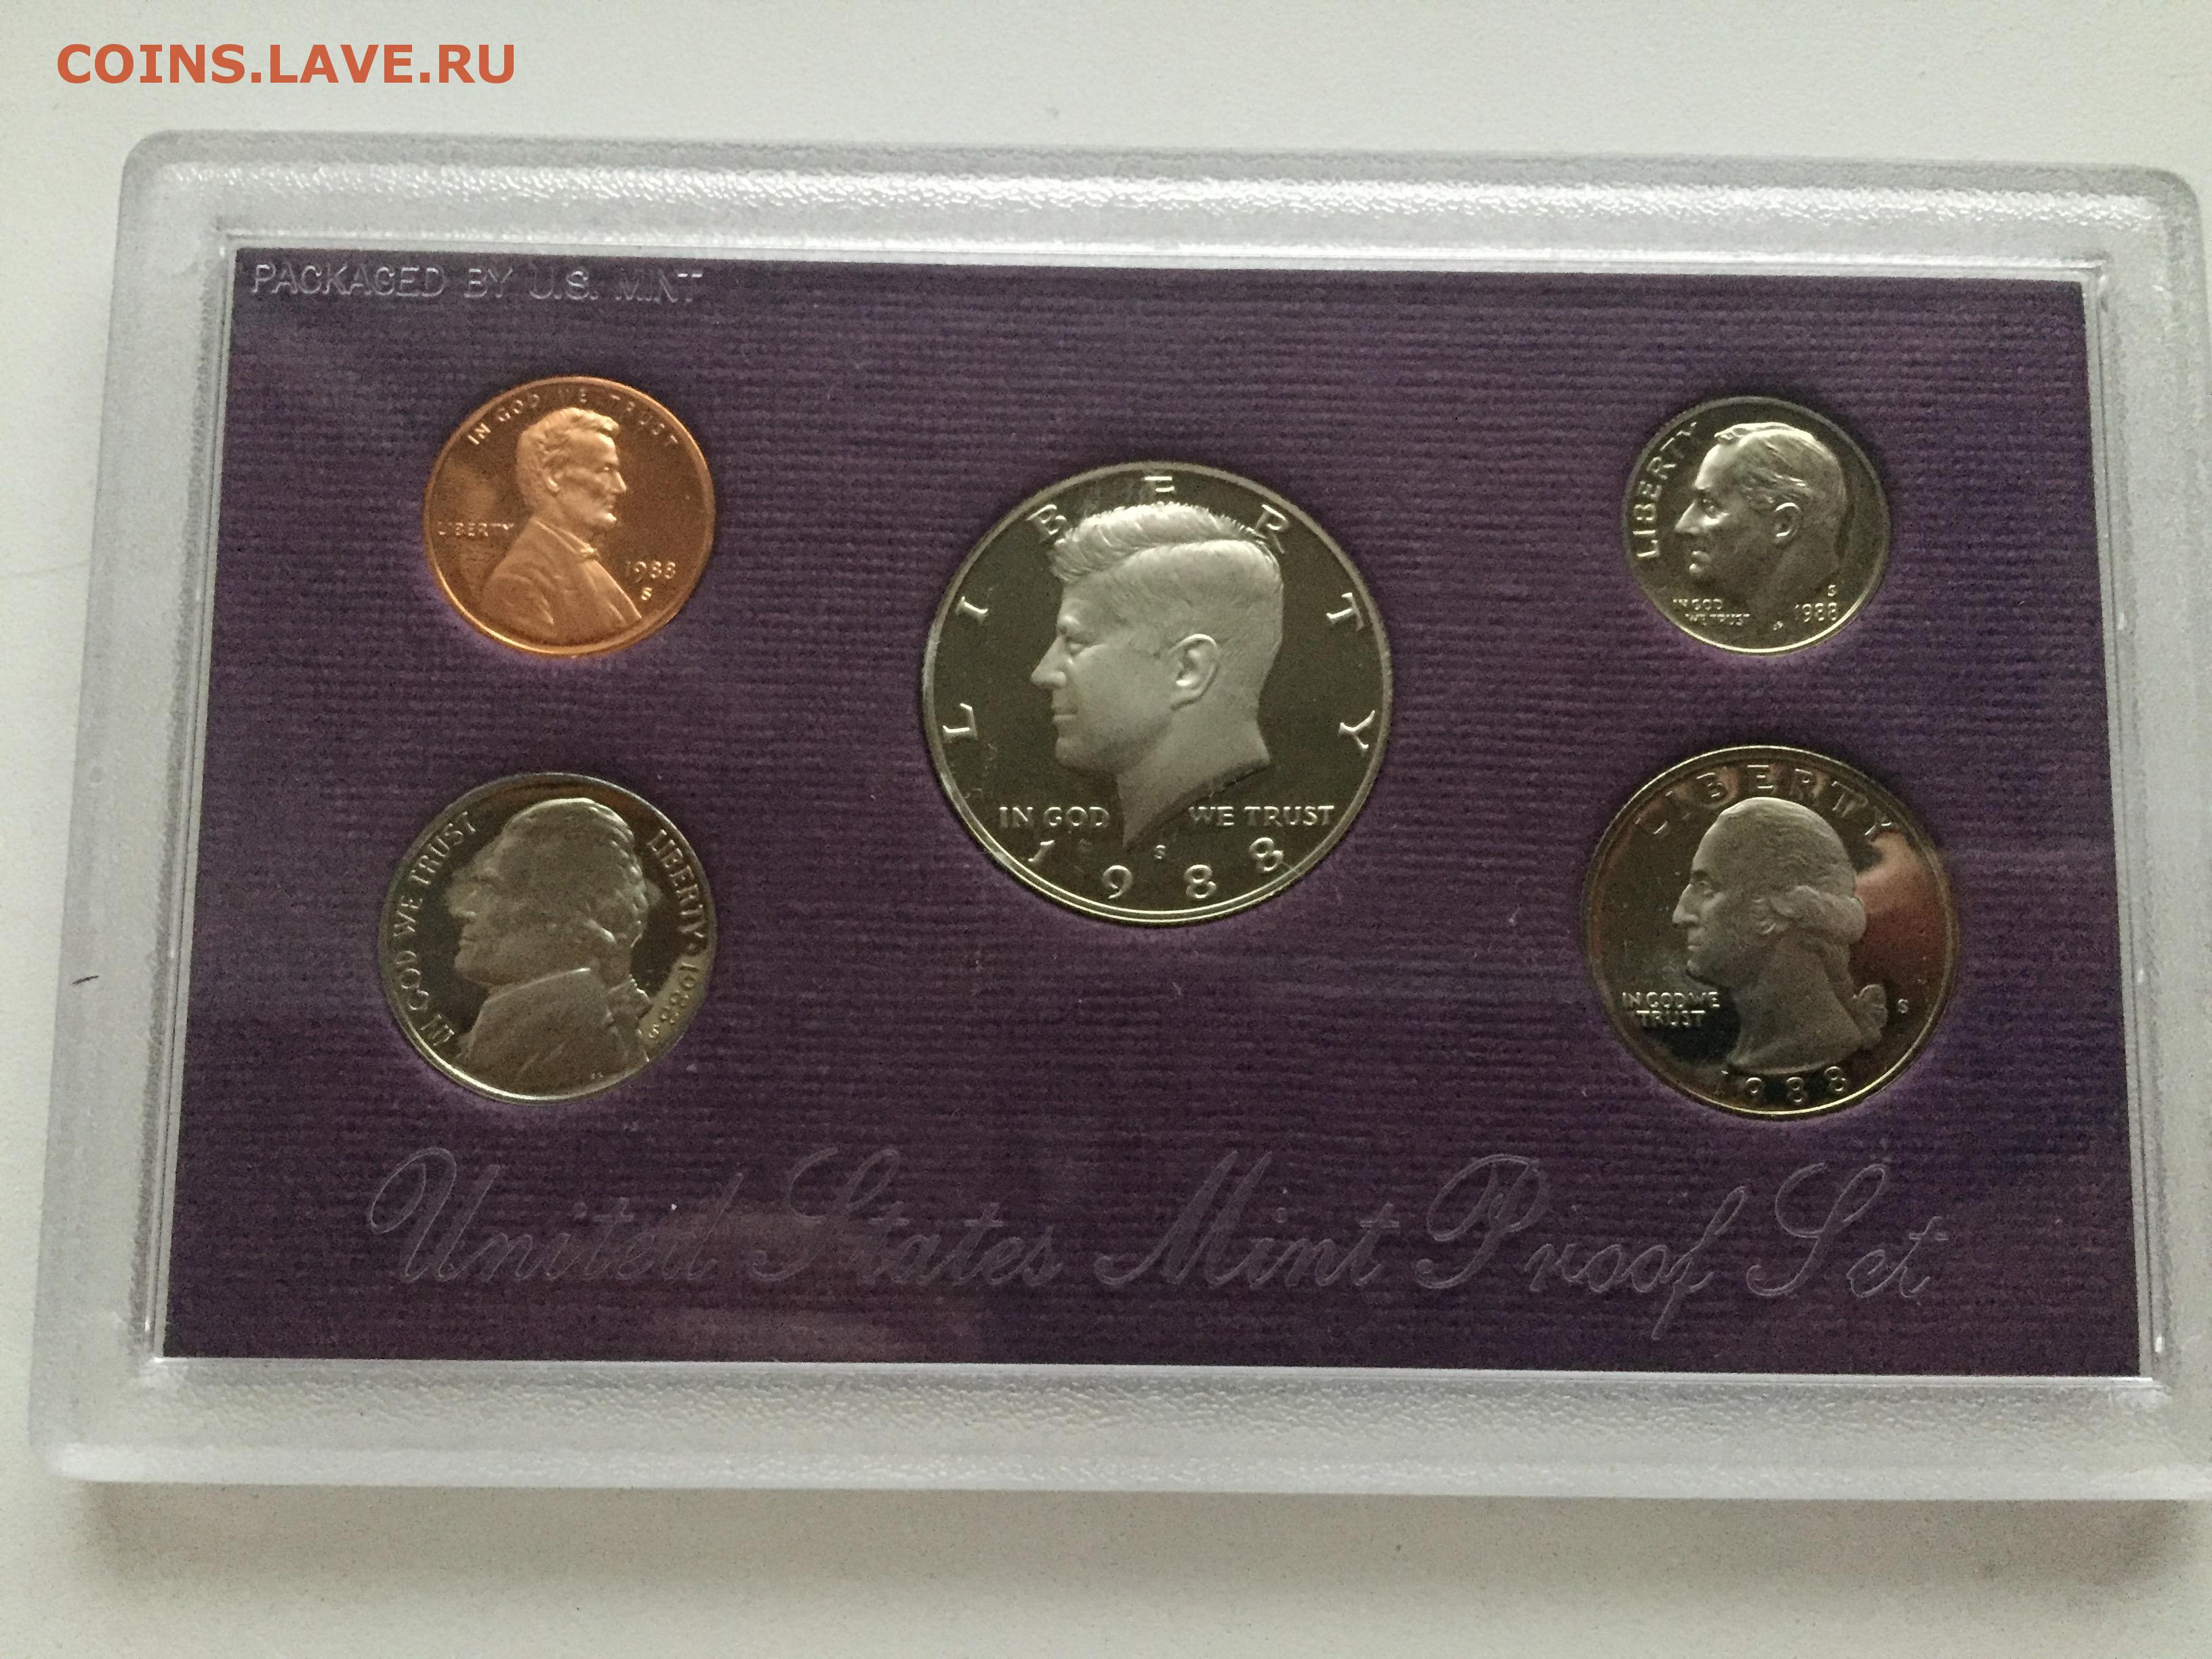 COINS.LAVE.RU
PACKAGED BY U.S. MINT
IN GOD WE TRUST
LIBERTY
1988
S
LIBERTY
IN GOD WE TRUST
S
1988
LIBERTY
IN GOD
WE TRUST
S
1988
IN GOD WE TRUST
LIBERTY
1988
S
LIBERTY
IN GOD WE
TRUST
S
1988
United States Mint Proof Set